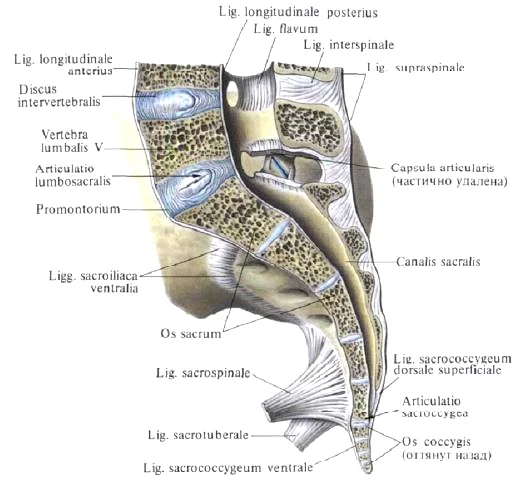 Lig. longitudinale posterius
Lig. flavum
Lig. interspinale
Lig. supraspinale
Lig. longitudinale
anterius
Discus
intervertebralis
Vertebra
lumbalis V
Articulatio
lumbosacralis
Promontorium
Capsula articularis
(частично удалена)
Canalis sacralis
Ligg. sacroiliaca
ventralia
Os sacrum
Lig. sacrospinale
Lig. sacrococcygeum
dorsale superficiale
Articulatio
sacroccygea
Lig. sacrotuberale
Os coccygis
(оттянут назад)
Lig. sacrococcygeum ventrale